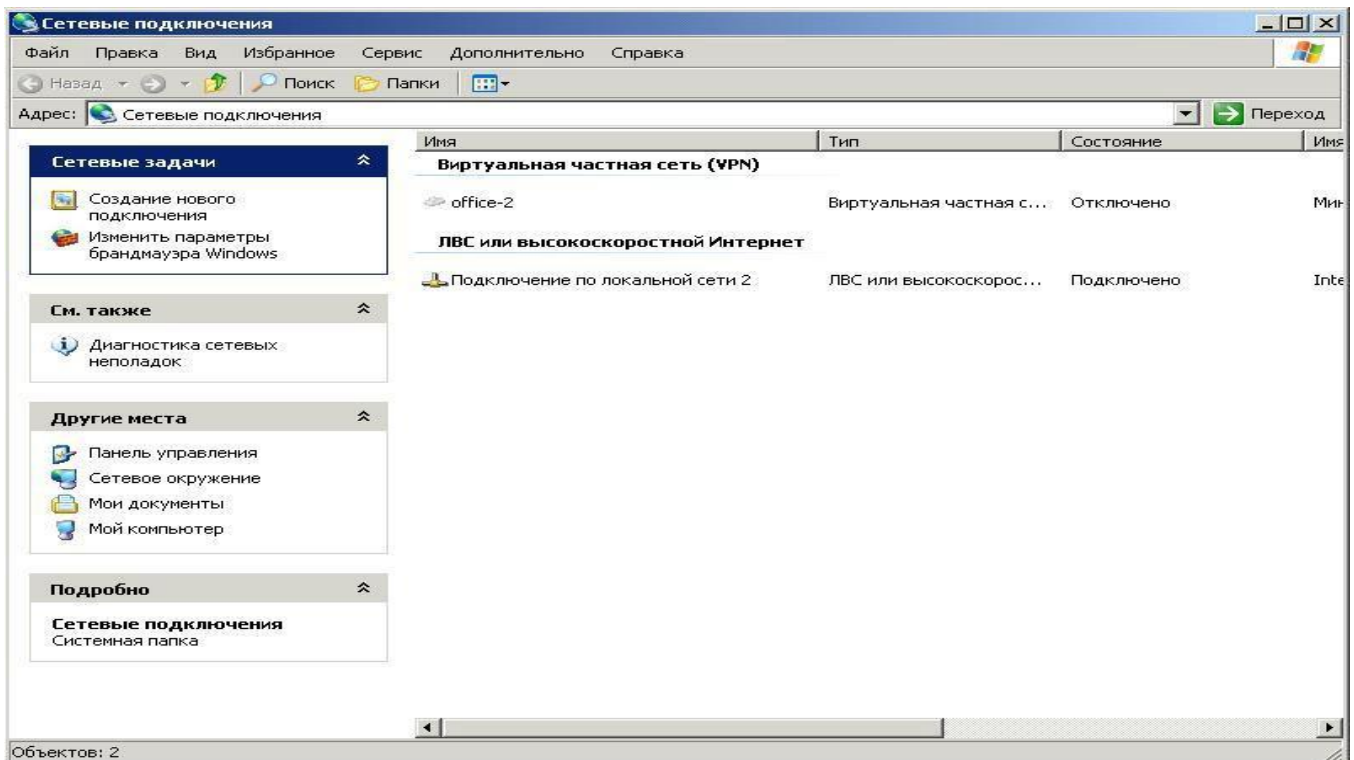 Сетевые подключения
Файл Правка Вид Избранное Сервис Дополнительно Справка
Назад Поиск Папки
Адрес: Сетевые подключения Переход
Сетевые задачи
Создание нового
подключения
Изменить параметры
брандмауэра Windows
См. также
Диагностика сетевых
неполадок
Другие места
Панель управления
Сетевое окружение
Мои документы
Мой компьютер
Подробно
Сетевые подключения
Системная папка
Имя Тип Состояние Имя
Виртуальная частная сеть (VPN)
office-2 Виртуальная частная с... Отключено Мин
ЛВС или высокоскоростной Интернет
Подключение по локальной сети 2 ЛВС или высокоскорос... Подключено Inte
Объектов: 2